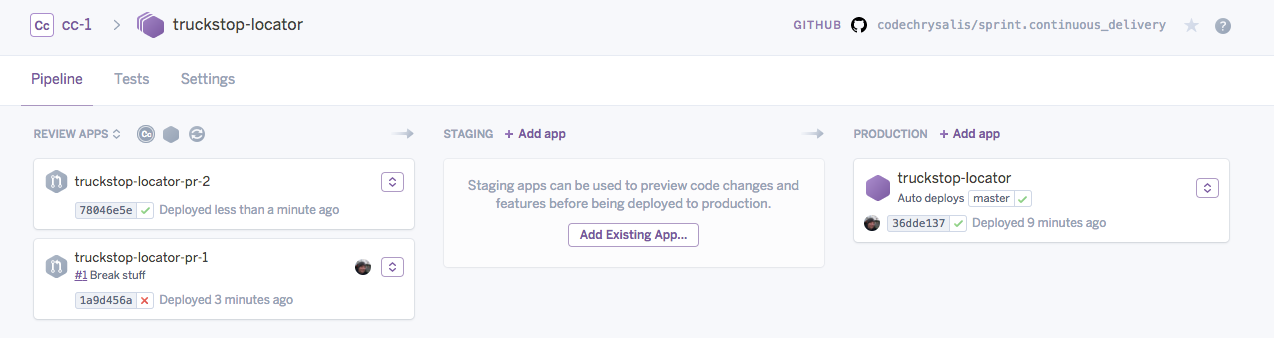 Cc cc-1 > truckstop-locator GITHUB codechrysalis/sprint.continuous_delivery ?
Pipeline Tests Settings
REVIEW APPS Cc
truckstop-locator-pr-2
78046e5e Deployed less than a minute ago
truckstop-locator-pr-1
#1 Break stuff
1a9d456a Deployed 3 minutes ago
STAGING + Add app
Staging apps can be used to preview code changes and
features before being deployed to production.
Add Existing App...
PRODUCTION + Add app
truckstop-locator
Auto deploys master
36dde137 Deployed 9 minutes ago